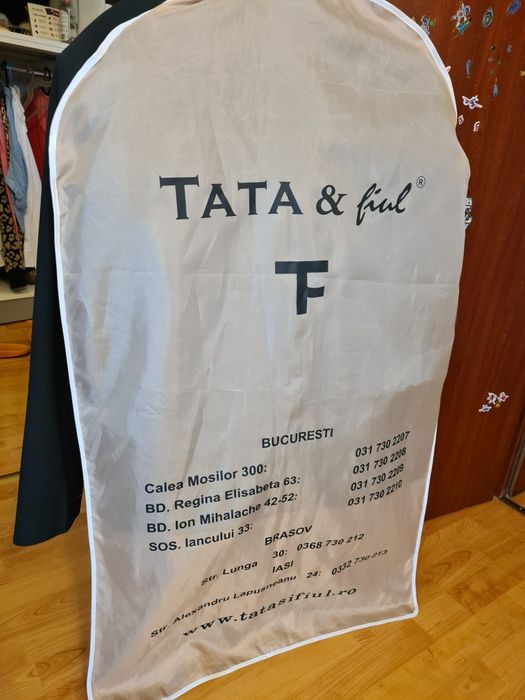 TATA & fiul ®
TF
BUCURESTI
Calea Mosilor 300: 031 730 2207
BD. Regina Elisabeta 63: 031 730 2208
BD. Ion Mihalache 42-52: 031 730 2209
SOS. Iancului 33: 031 730 2210
BRASOV
Str. Lunga 30: 0368 730 212
IASI
Str. Alexandru Lapusneanu 24: 0332 730 213
www.tatasifiul.ro